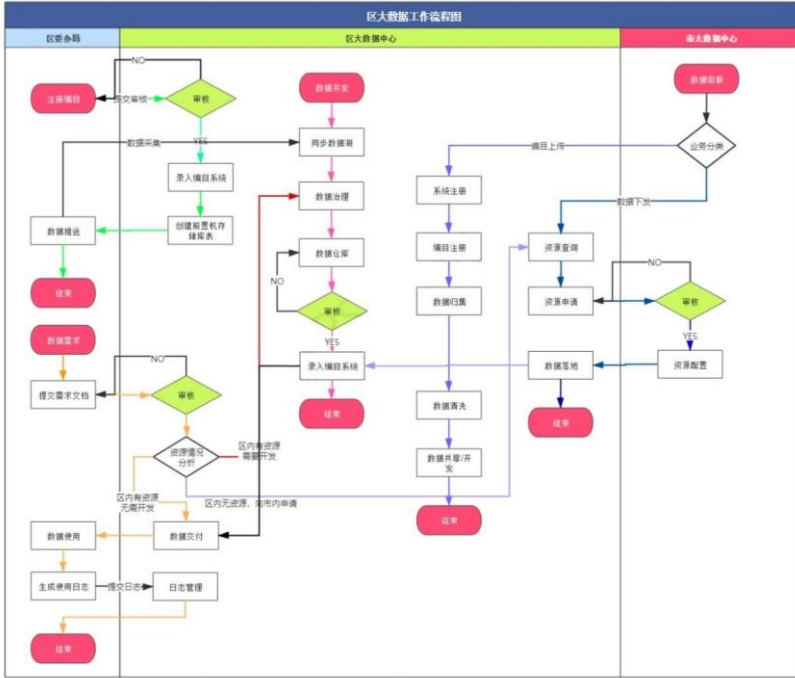 区大数据工作流程图
区委办局
区大数据中心
市大数据中心
NO
注册编目
提交审核
审核
数据开发
数据回流
YES
数据采集
同步数据湖
编目上传
业务分类
录入编目系统
数据治理
系统注册
数据下发
数据推送
创建前置机存
储库表
数据仓库
编目注册
资源查询
NO
NO
结束
数据归集
资源申请
审核
审核
数据需求
YES
YES
NO
录入编目系统
数据落地
资源配置
提交需求文档
审核
数据清洗
结束
结束
资源情况
分析
区内有资源
需要开发
数据共享/开
发
区内有资源
无需开发
区内无资源，向市内申请
结束
数据使用
数据交付
生成使用日志
提交日志
日志管理
结束